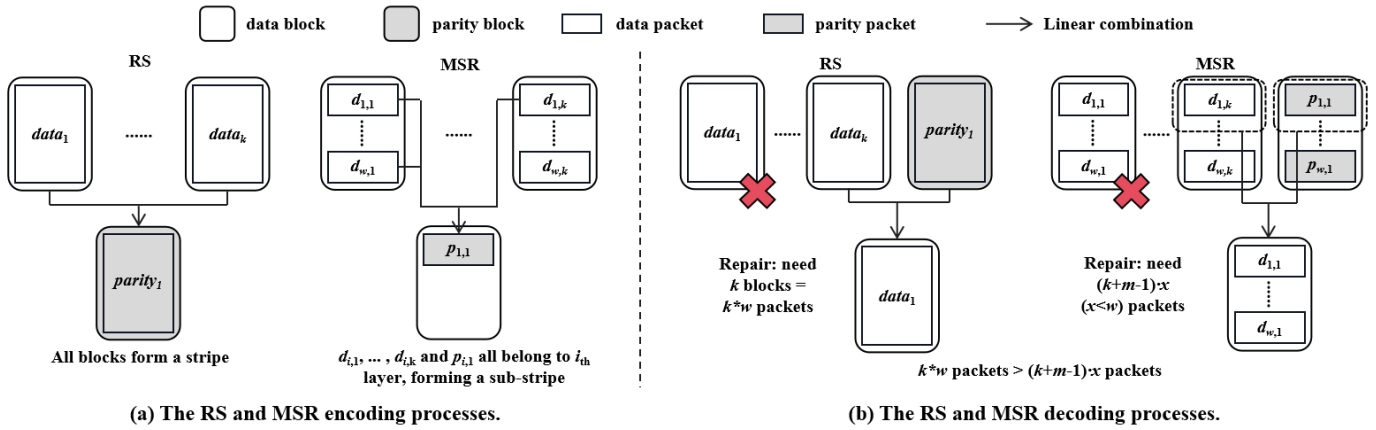 data block
parity block
data packet
parity packet
Linear combination
RS
data1
......
datak
parity1
All blocks form a stripe
MSR
d1,1
dw,1
......
d1,k
dw,k
p1,1
di,1, ... , di,k and pi,1 all belong to ith
layer, forming a sub-stripe
(a) The RS and MSR encoding processes.
RS
data1
......
datak
parity1
Repair: need
k blocks =
k*w packets
data1
MSR
d1,1
dw,1
......
d1,k
dw,k
p1,1
pw,1
Repair: need
(k+m-1)·x
(x<w) packets
d1,1
dw,1
k*w packets > (k+m-1)·x packets
(b) The RS and MSR decoding processes.